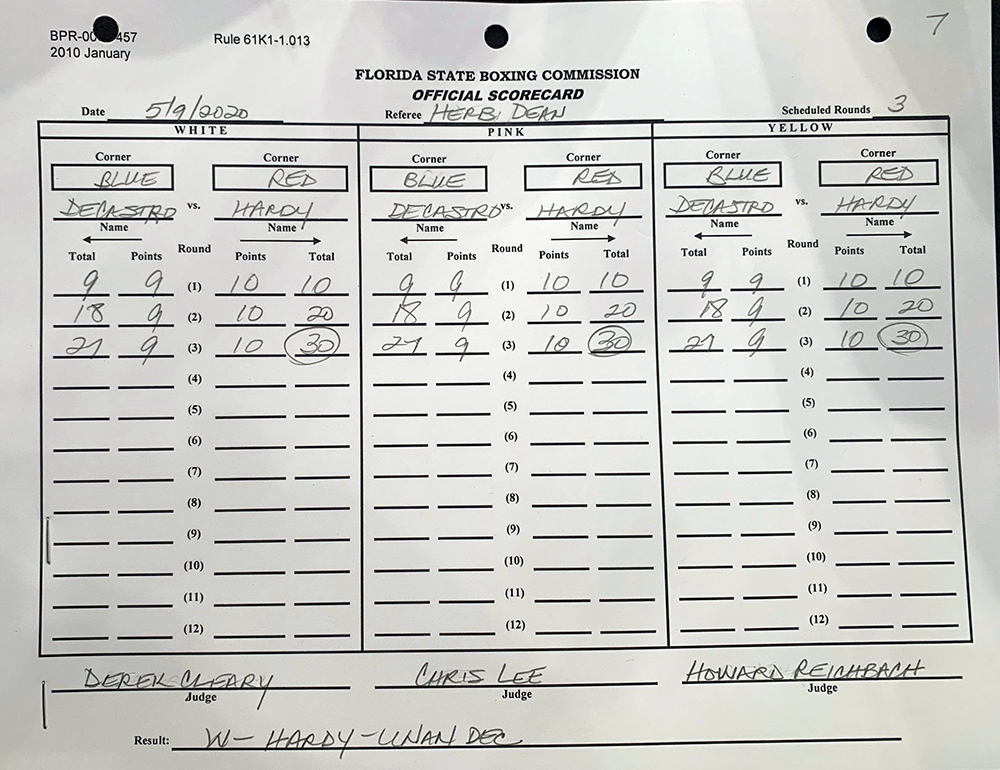 BPR-00 457 Rule 61K1-1.013 7
2010 January
FLORIDA STATE BOXING COMMISSION
OFFICIAL SCORECARD
Date 5/9/2020 Referee HERB DEAN Scheduled Rounds 3
WHITE PINK YELLOW
Corner Corner Corner Corner Corner Corner
BLUE RED BLUE RED BLUE RED
DECASTRO vs. HARDY DECASTRO vs. HARDY DECASTRO vs. HARDY
Name Name Name Name Name Name
Total Points Round Points Total Total Points Round Points Total Total Points Round Points Total
9 9 (1) 10 10 9 9 (1) 10 10 9 9 (1) 10 10
18 9 (2) 10 20 18 9 (2) 10 20 18 9 (2) 10 20
27 9 (3) 10 30 27 9 (3) 10 30 27 9 (3) 10 30
(4) (4) (4)
(5) (5) (5)
(6) (6) (6)
(7) (7) (7)
(8) (8) (8)
(9) (9) (9)
(10) (10) (10)
(11) (11) (11)
(12) (12) (12)
DEREK CLEARY CHRIS LEE HOWARD REICHBACH
Judge Judge Judge
Result: W- HARDY - UNAN DEC